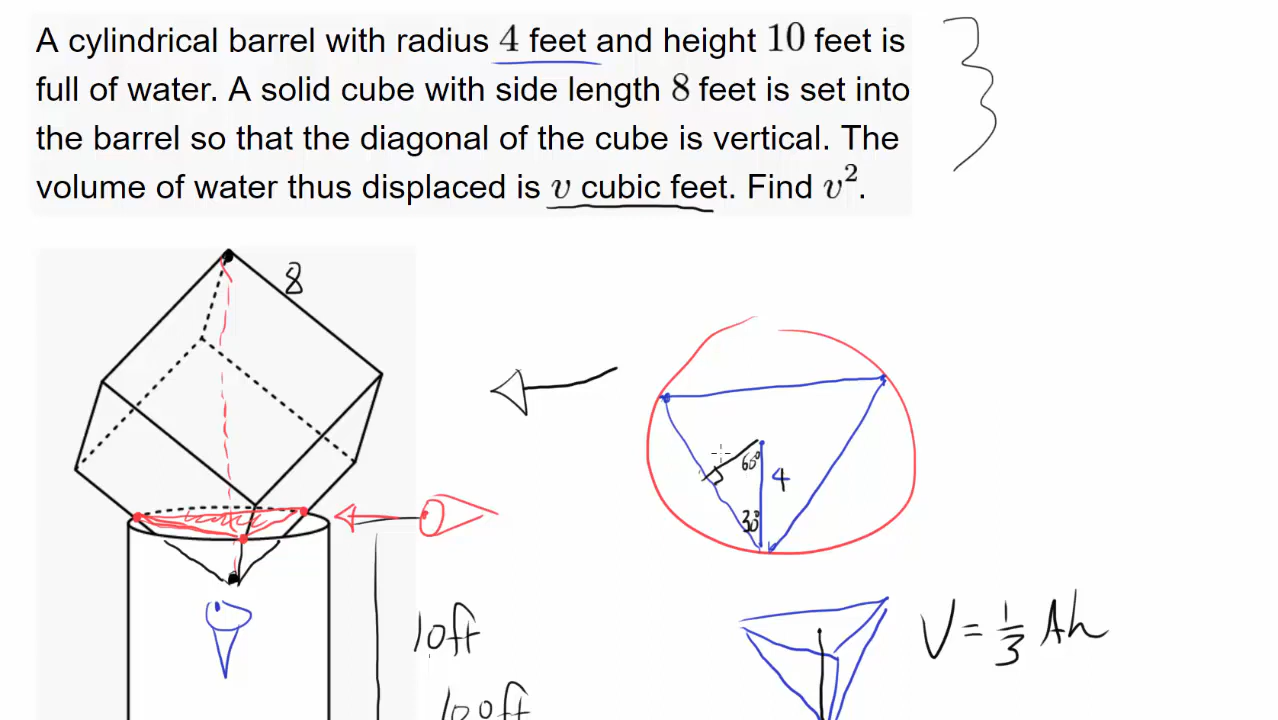 A cylindrical barrel with radius 4 feet and height 10 feet is
full of water. A solid cube with side length 8 feet is set into
the barrel so that the diagonal of the cube is vertical. The
volume of water thus displaced is v cubic feet. Find v².
8
60°
4
30°
10ft
100ft
V = 1/3 Ah